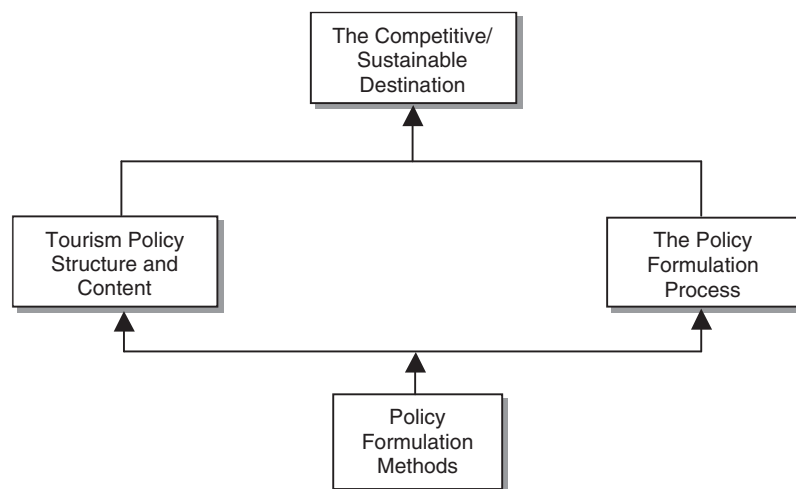 The Competitive/
Sustainable
Destination
Tourism Policy
Structure and
Content
The Policy
Formulation
Process
Policy
Formulation
Methods